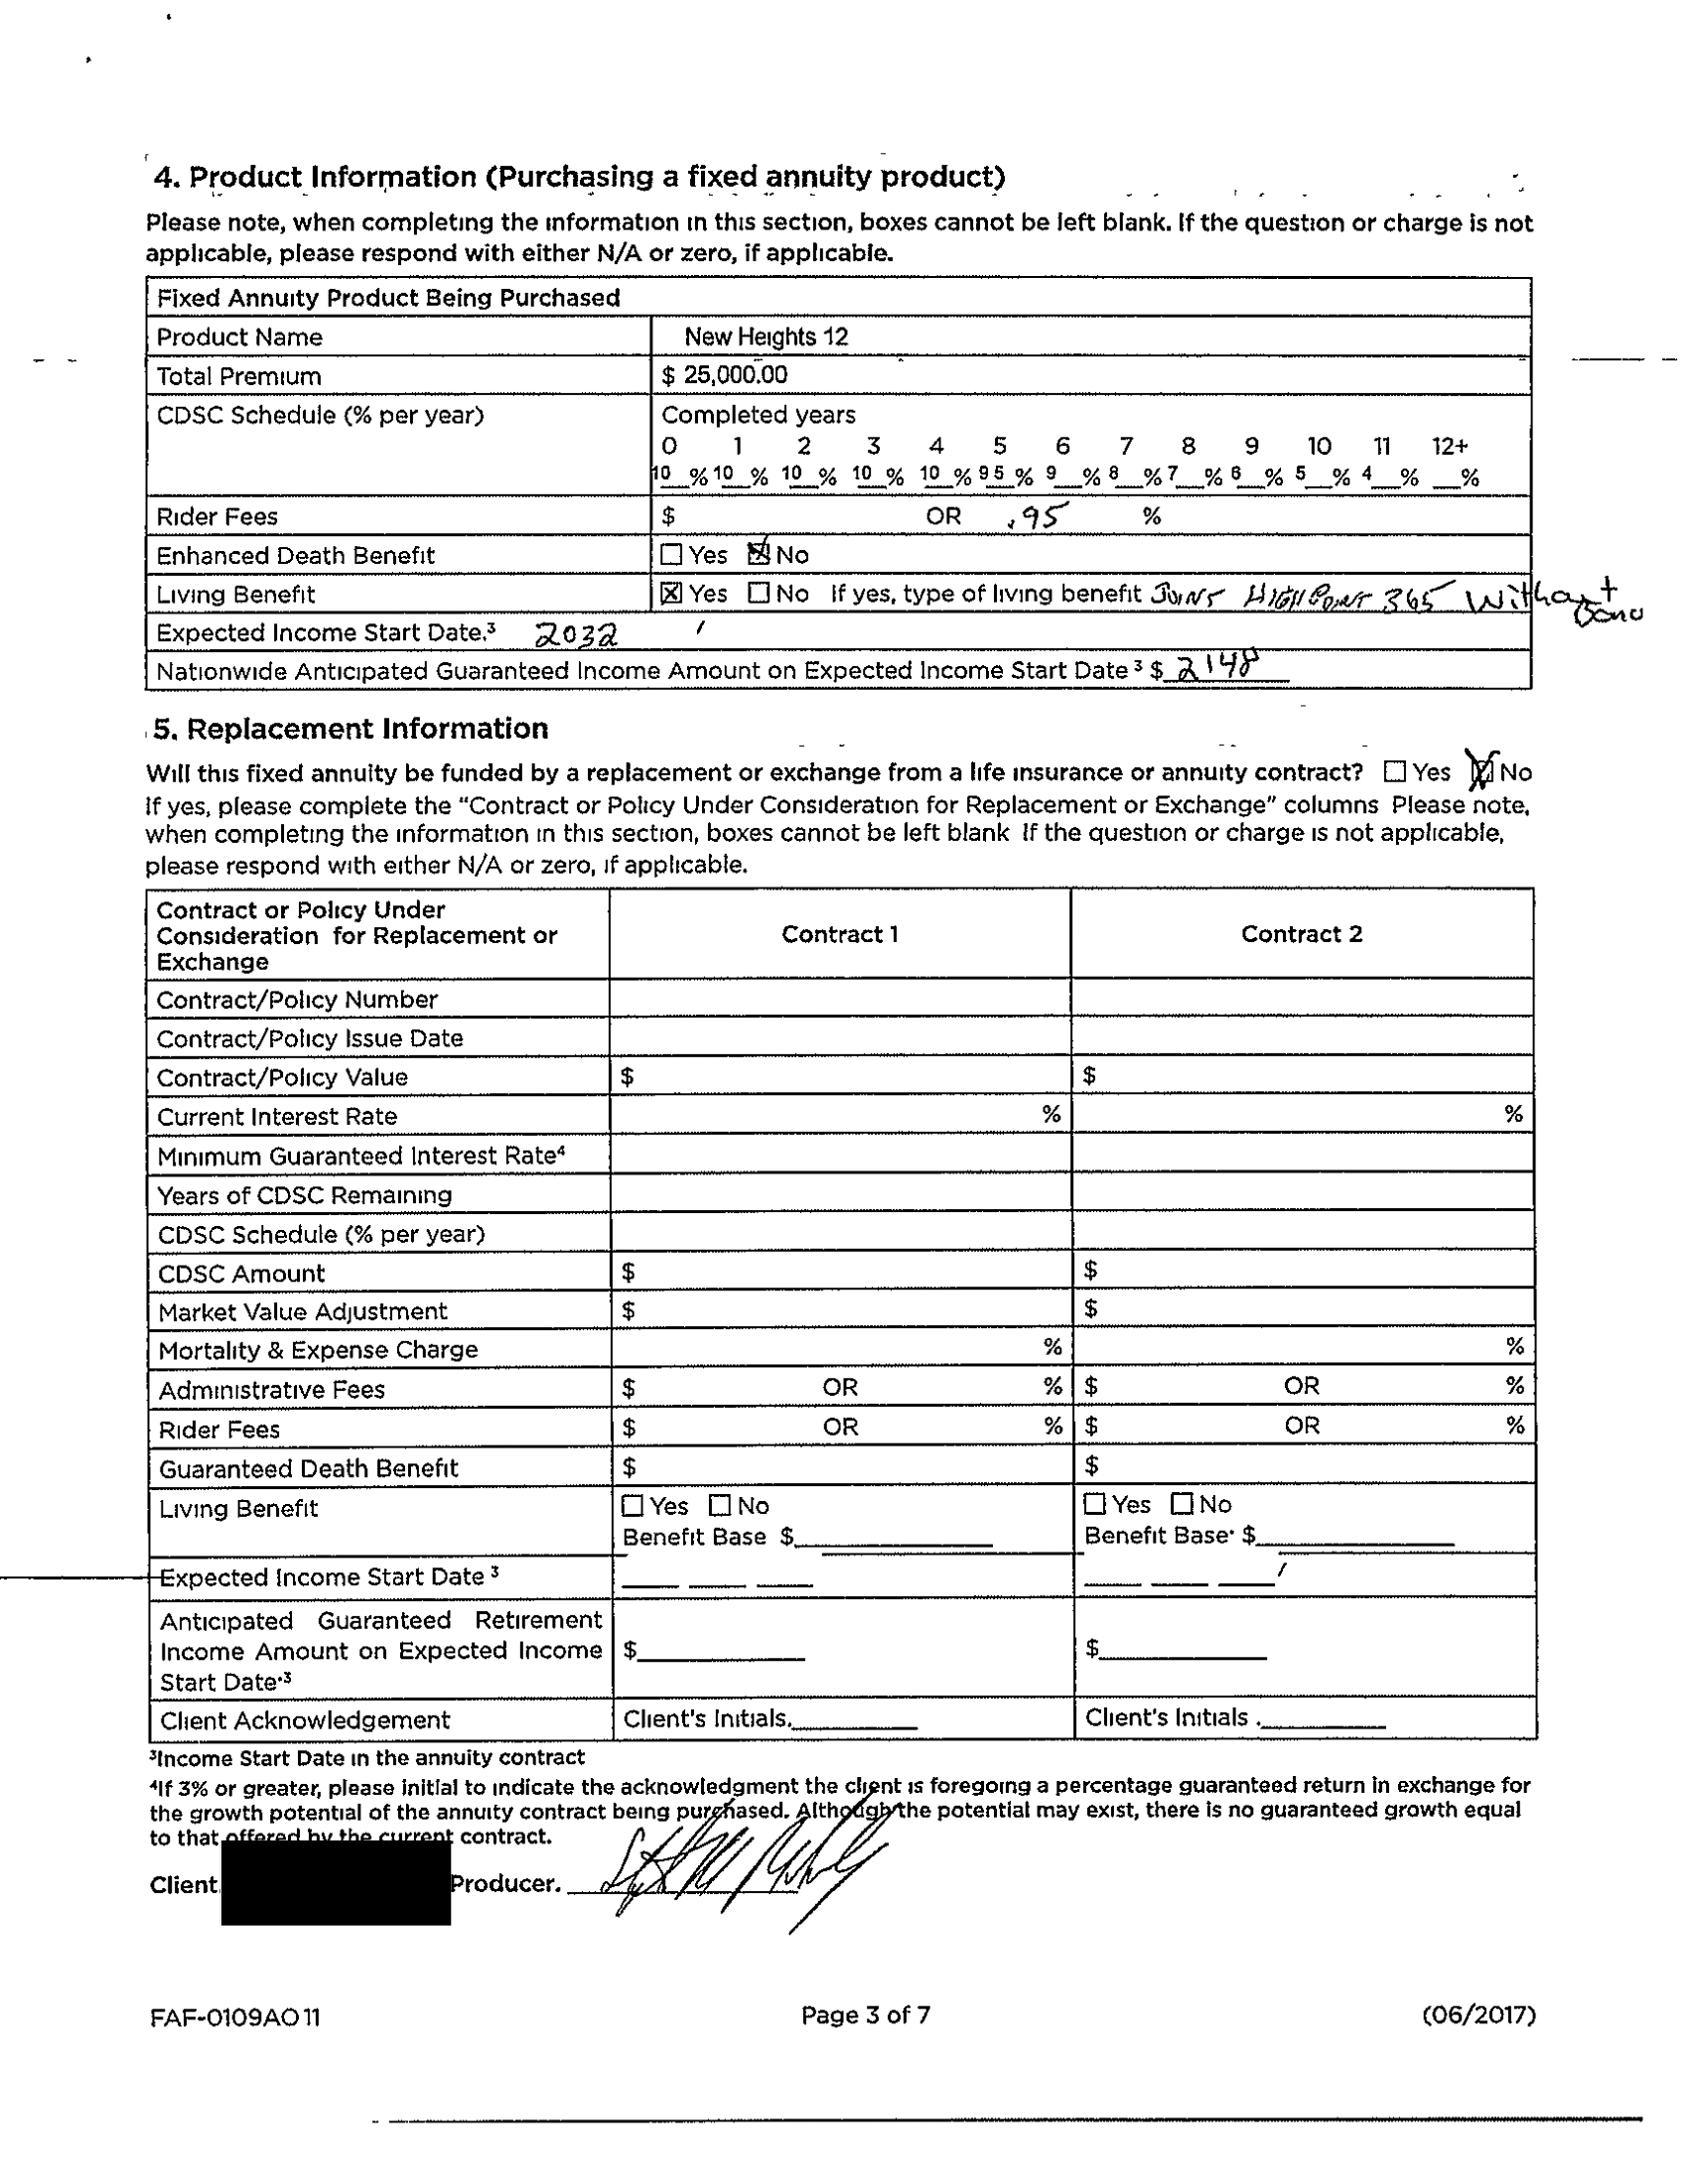 4. Product Information (Purchasing a fixed annuity product)
Please note, when completing the information in this section, boxes cannot be left blank. If the question or charge is not
applicable, please respond with either N/A or zero, if applicable.
Fixed Annuity Product Being Purchased
Product Name New Heights 12
Total Premium $ 25,000.00
CDSC Schedule (% per year) Completed years
0 1 2 3 4 5 6 7 8 9 10 11 12+
10 % 10 % 10 % 10 % 10 % 95 % 9 % 8 % 7 % 6 % 5 % 4 % %
Rider Fees $ OR .95 %
Enhanced Death Benefit ☐ Yes ☒ No
Living Benefit ☒ Yes ☐ No If yes, type of living benefit Joint High Point 365 Without
Expected Income Start Date.³ 2032
Nationwide Anticipated Guaranteed Income Amount on Expected Income Start Date ³ $ 2148
5. Replacement Information
Will this fixed annuity be funded by a replacement or exchange from a life insurance or annuity contract? ☐ Yes ☒ No
If yes, please complete the “Contract or Policy Under Consideration for Replacement or Exchange” columns Please note,
when completing the information in this section, boxes cannot be left blank If the question or charge is not applicable,
please respond with either N/A or zero, if applicable.
Contract or Policy Under
Consideration for Replacement or
Exchange
Contract 1 Contract 2
Contract/Policy Number
Contract/Policy Issue Date
Contract/Policy Value $ $
Current Interest Rate % %
Minimum Guaranteed Interest Rate⁴
Years of CDSC Remaining
CDSC Schedule (% per year)
CDSC Amount $ $
Market Value Adjustment $ $
Mortality & Expense Charge % %
Administrative Fees $ OR % $ OR %
Rider Fees $ OR % $ OR %
Guaranteed Death Benefit $ $
Living Benefit ☐ Yes ☐ No ☐ Yes ☐ No
Benefit Base $ Benefit Base $
Expected Income Start Date ³
Anticipated Guaranteed Retirement
Income Amount on Expected Income $ $
Start Date ³
Client Acknowledgement Client's Initials. Client's Initials .
³Income Start Date in the annuity contract
⁴If 3% or greater, please initial to indicate the acknowledgment the client is foregoing a percentage guaranteed return in exchange for
the growth potential of the annuity contract being purchased. Although the potential may exist, there is no guaranteed growth equal
to that offered by the current contract.
Client Producer.
FAF-0109AO 11 Page 3 of 7 (06/2017)